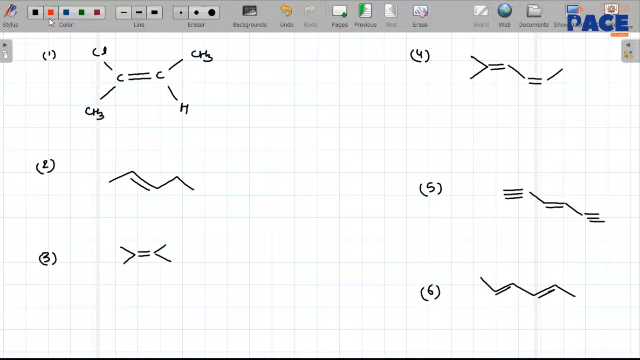 Stylus
Color
Line
Eraser
Backgrounds
Undo
Redo
Pages
Previous
Next
Erase
Board
Web
Documents
PACE
(1)
Cl
CH3
C
C
CH3
H
(2)
(3)
(4)
(5)
(6)